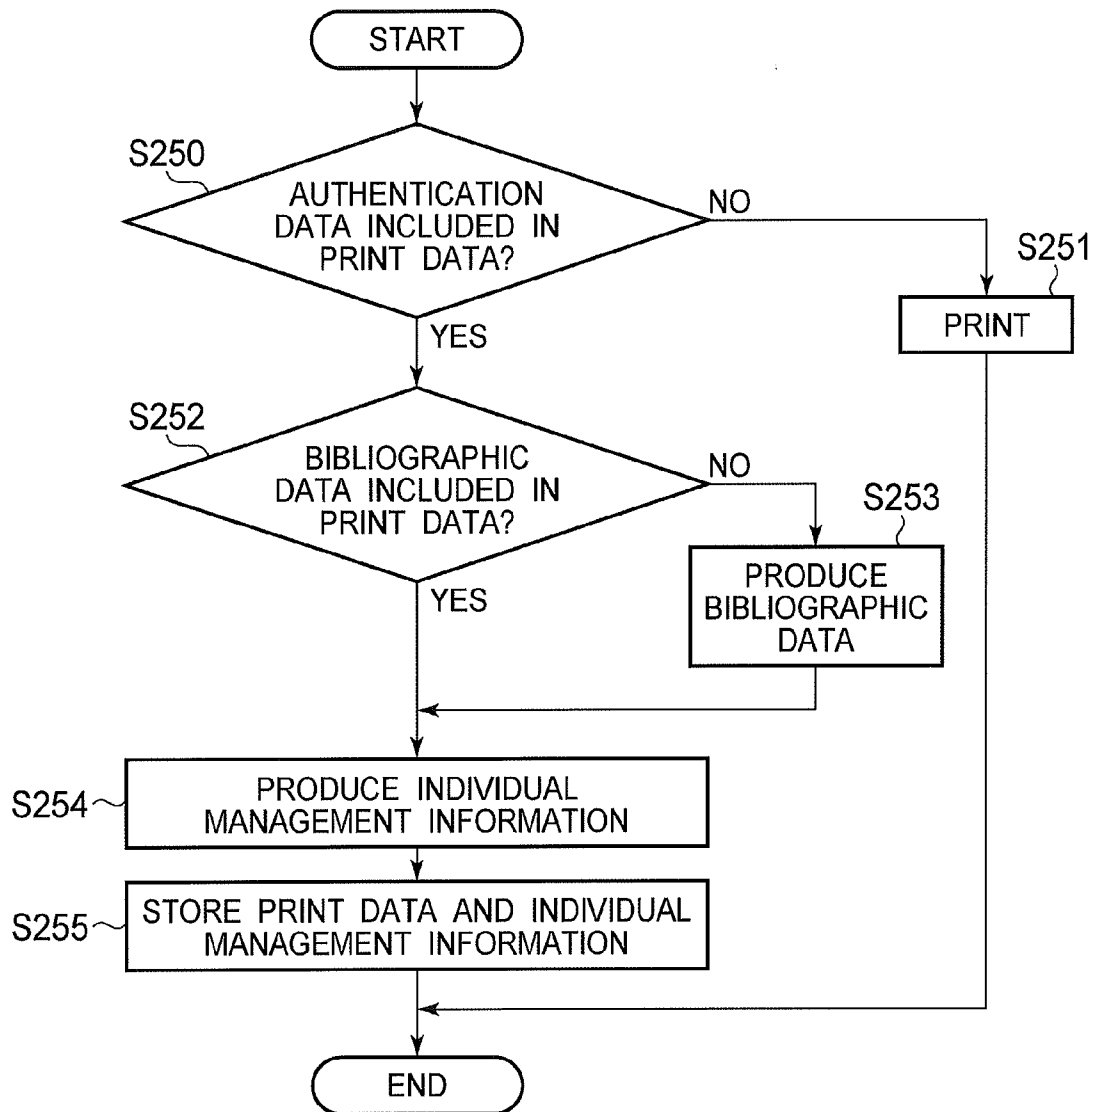 START
S250
AUTHENTICATION
DATA INCLUDED IN
PRINT DATA?
NO
S251
PRINT
YES
S252
BIBLIOGRAPHIC
DATA INCLUDED IN
PRINT DATA?
NO
S253
PRODUCE
BIBLIOGRAPHIC
DATA
YES
S254
PRODUCE INDIVIDUAL
MANAGEMENT INFORMATION
S255
STORE PRINT DATA AND INDIVIDUAL
MANAGEMENT INFORMATION
END